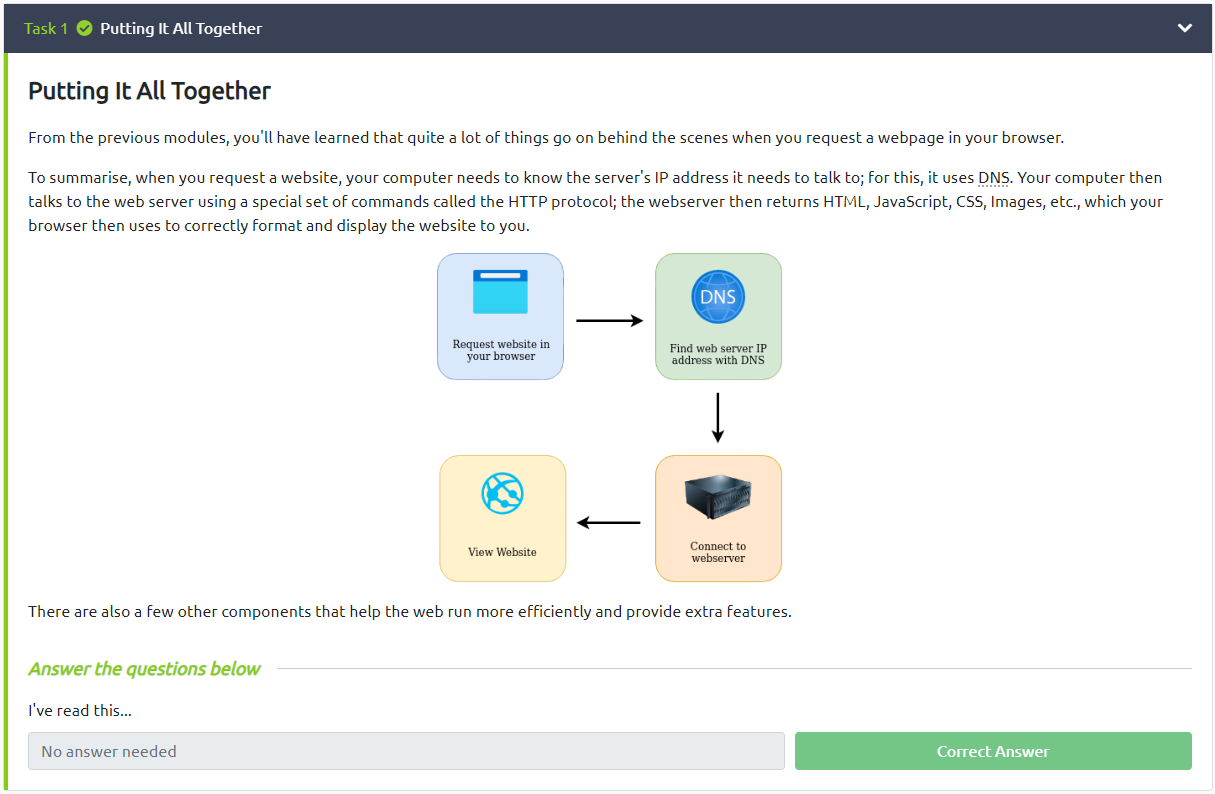 Task 1 Putting It All Together
Putting It All Together
From the previous modules, you'll have learned that quite a lot of things go on behind the scenes when you request a webpage in your browser.
To summarise, when you request a website, your computer needs to know the server's IP address it needs to talk to; for this, it uses DNS. Your computer then
talks to the web server using a special set of commands called the HTTP protocol; the webserver then returns HTML, JavaScript, CSS, Images, etc., which your
browser then uses to correctly format and display the website to you.
Request website in
your browser
DNS
Find web server IP
address with DNS
View Website
Connect to
webserver
There are also a few other components that help the web run more efficiently and provide extra features.
Answer the questions below
I've read this...
No answer needed
Correct Answer